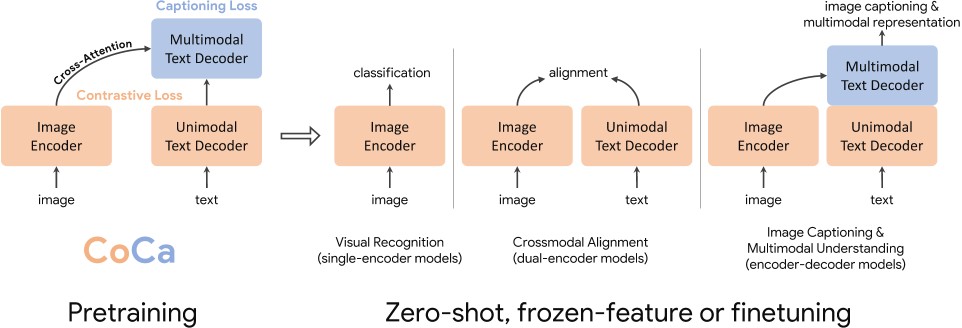 Captioning Loss
Multimodal
Text Decoder
Cross-Attention
Contrastive Loss
Image
Encoder
Unimodal
Text Decoder
image
text
CoCa
Pretraining
classification
Image
Encoder
image
Visual Recognition
(single-encoder models)
alignment
Image
Encoder
Unimodal
Text Decoder
image
text
Crossmodal Alignment
(dual-encoder models)
image captioning &
multimodal representation
Multimodal
Text Decoder
Image
Encoder
Unimodal
Text Decoder
image
text
Image Captioning &
Multimodal Understanding
(encoder-decoder models)
Zero-shot, frozen-feature or finetuning